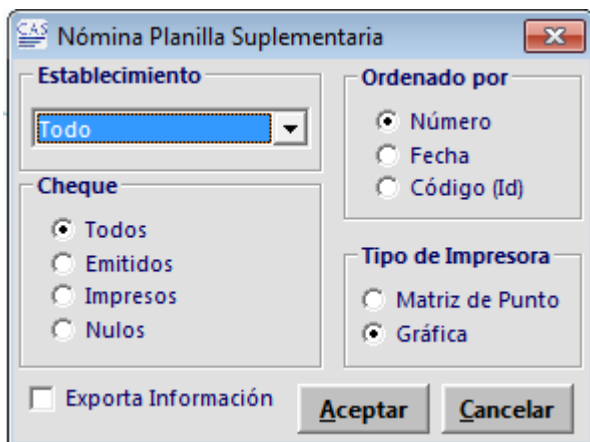 CAS
Nómina Planilla Suplementaria
Establecimiento
Todo
Cheque
Todos
Emitidos
Impresos
Nulos
Ordenado por
Número
Fecha
Código (Id)
Tipo de Impresora
Matriz de Punto
Gráfica
Exporta Información
Aceptar
Cancelar